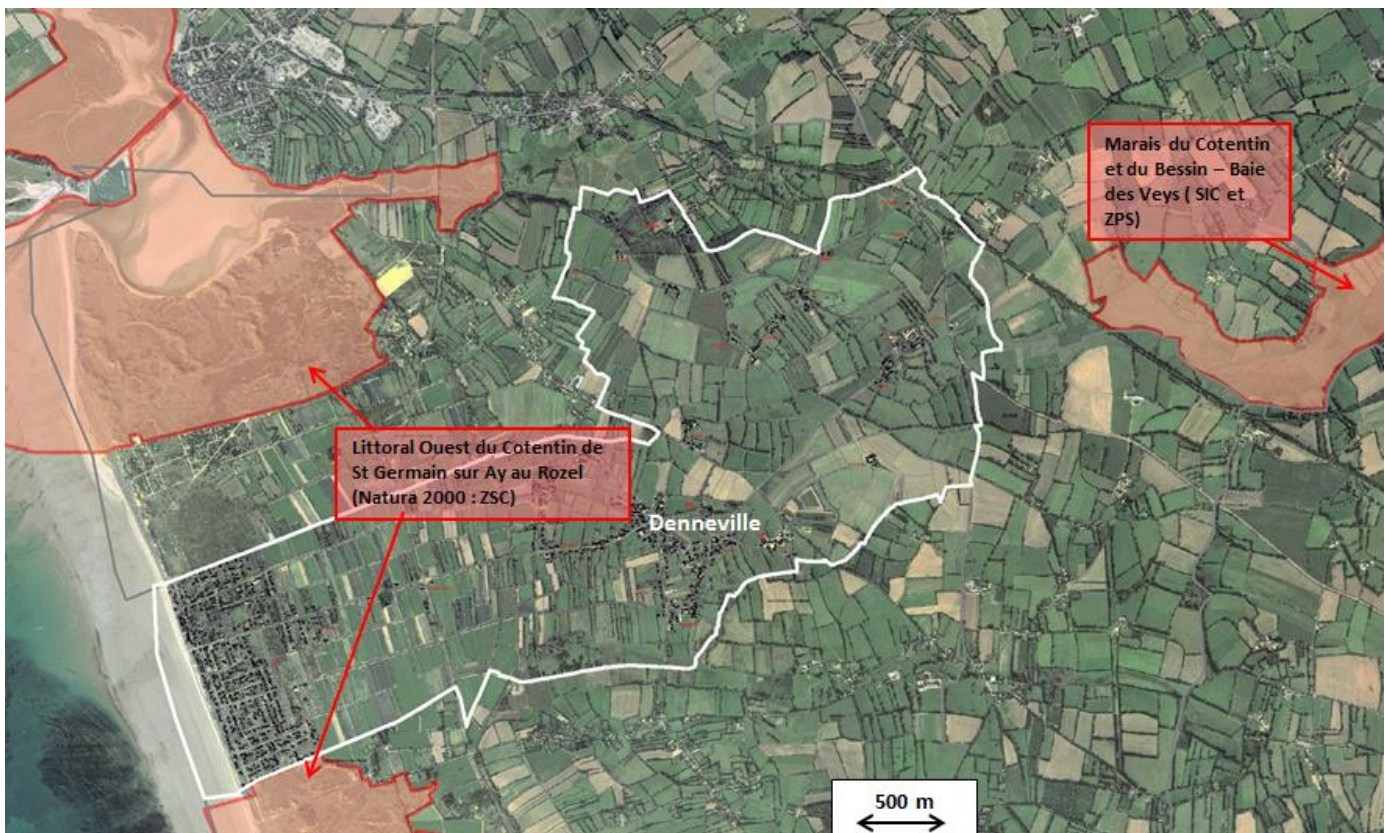 Marais du Cotentin
et du Bessin – Baie
des Veys ( SIC et
ZPS)
Littoral Ouest du Cotentin de
St Germain sur Ay au Rozel
(Natura 2000 : ZSC)
Denneville
500 m